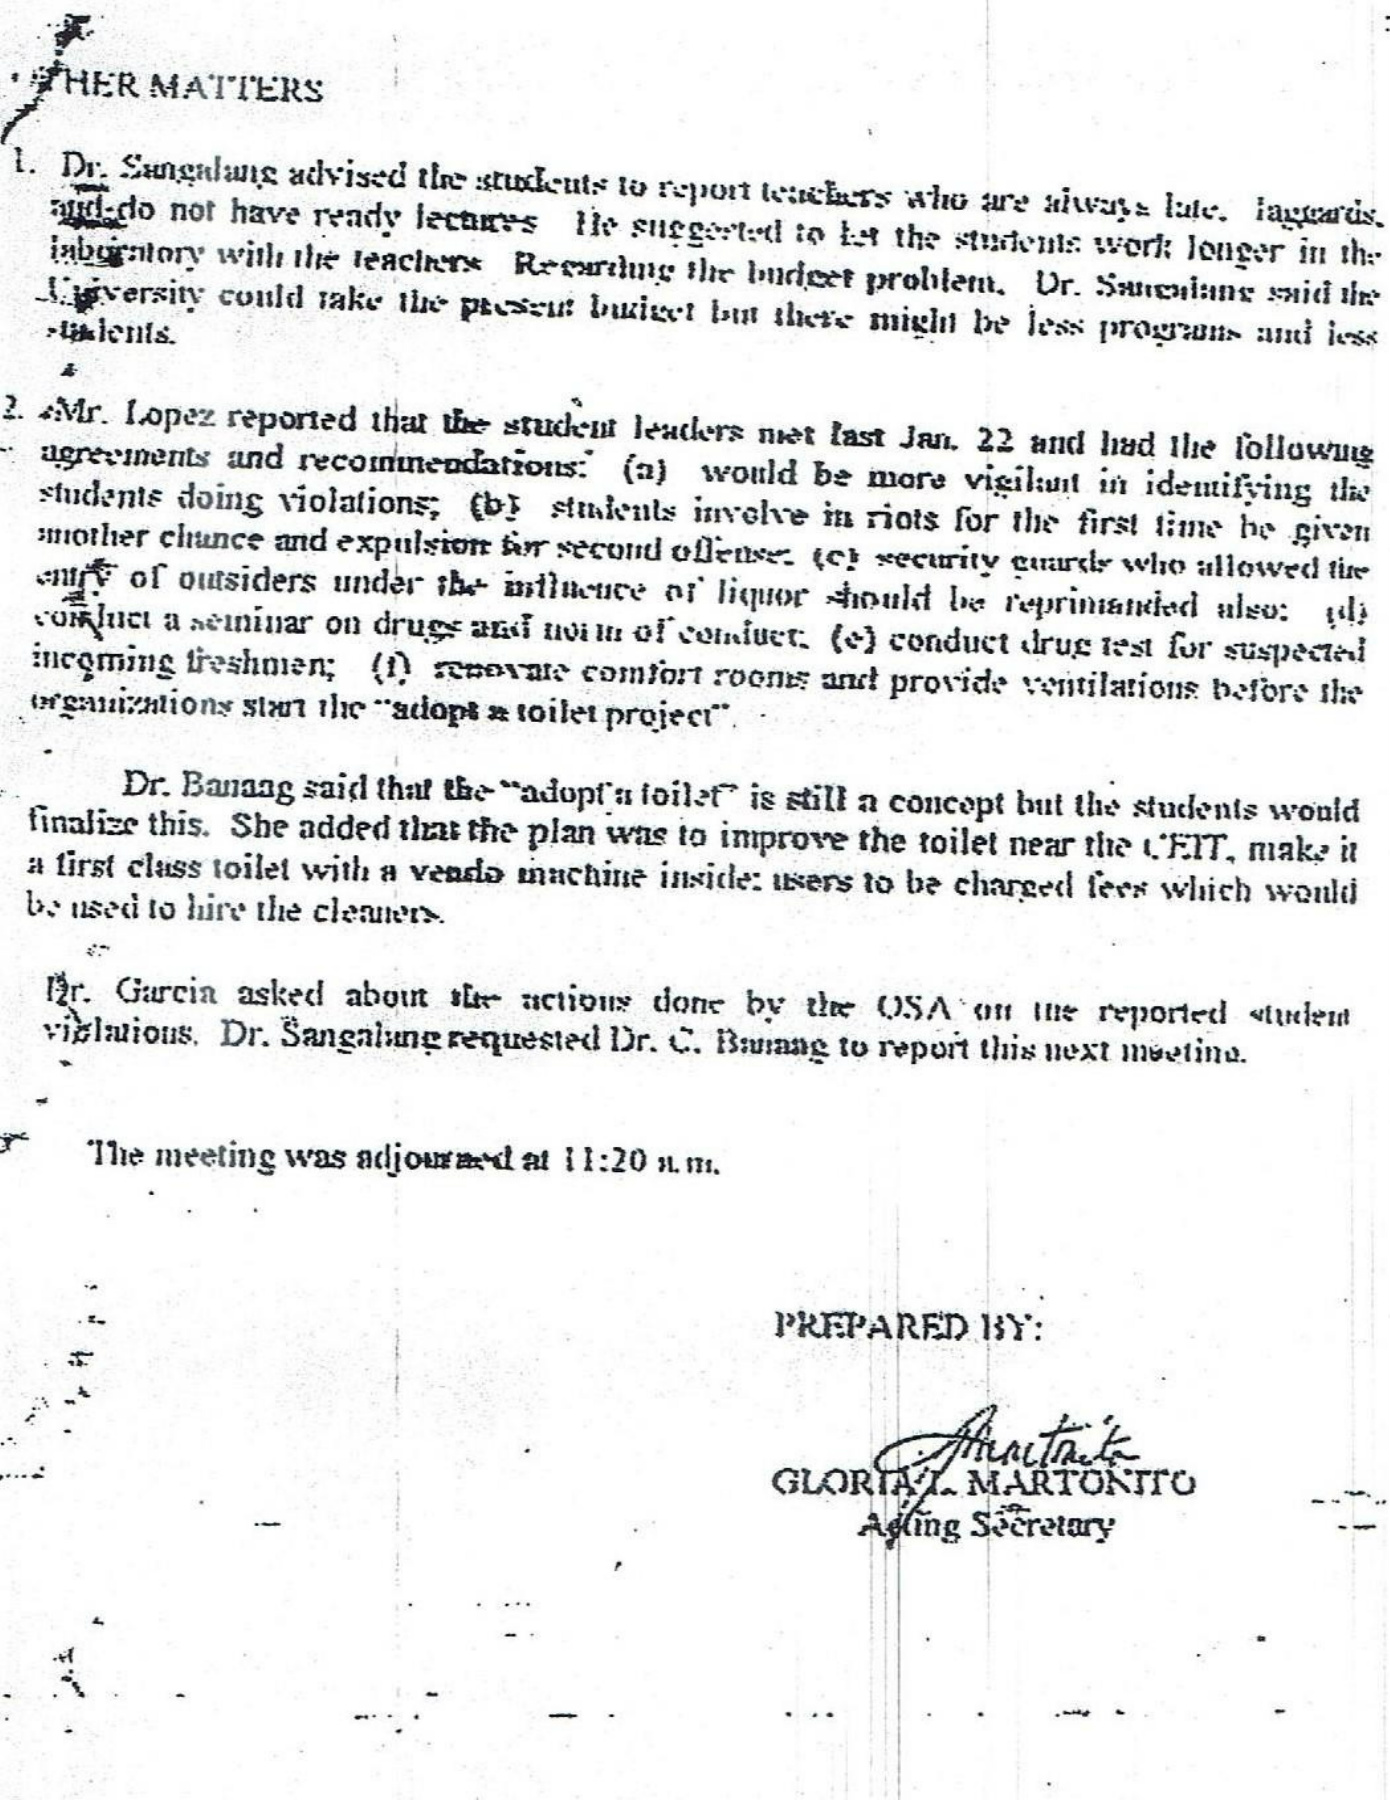 THER MATTERS
1. Dr. Sangalang advised the students to report teachers who are always late, laggards,
and do not have ready lectures He suggested to let the students work longer in the
laboratory with the teachers Regarding the budget problem, Dr. Sangalang said the
University could take the present budget but there might be less programs and less
students.
2. Mr. Lopez reported that the student leaders met last Jan. 22 and had the following
agreements and recommendations: (a) would be more vigilant in identifying the
students doing violations; (b) students involve in riots for the first time be given
another chance and expulsion for second offense; (c) security guards who allowed the
entry of outsiders under the influence of liquor should be reprimanded also; (d)
conduct a seminar on drugs and norm of conduct; (e) conduct drug test for suspected
incoming freshmen; (f) renovate comfort rooms and provide ventilations before the
organizations start the "adopt a toilet project".
Dr. Banaag said that the "adopt a toilet" is still a concept but the students would
finalize this. She added that the plan was to improve the toilet near the CEIT, make it
a first class toilet with a vendo machine inside; users to be charged fees which would
be used to hire the cleaners.
Dr. Garcia asked about the actions done by the OSA on the reported student
violations. Dr. Sangalang requested Dr. C. Banaag to report this next meeting.
The meeting was adjourned at 11:20 a.m.
PREPARED BY:
GLORIA L. MARTONITO
Acting Secretary